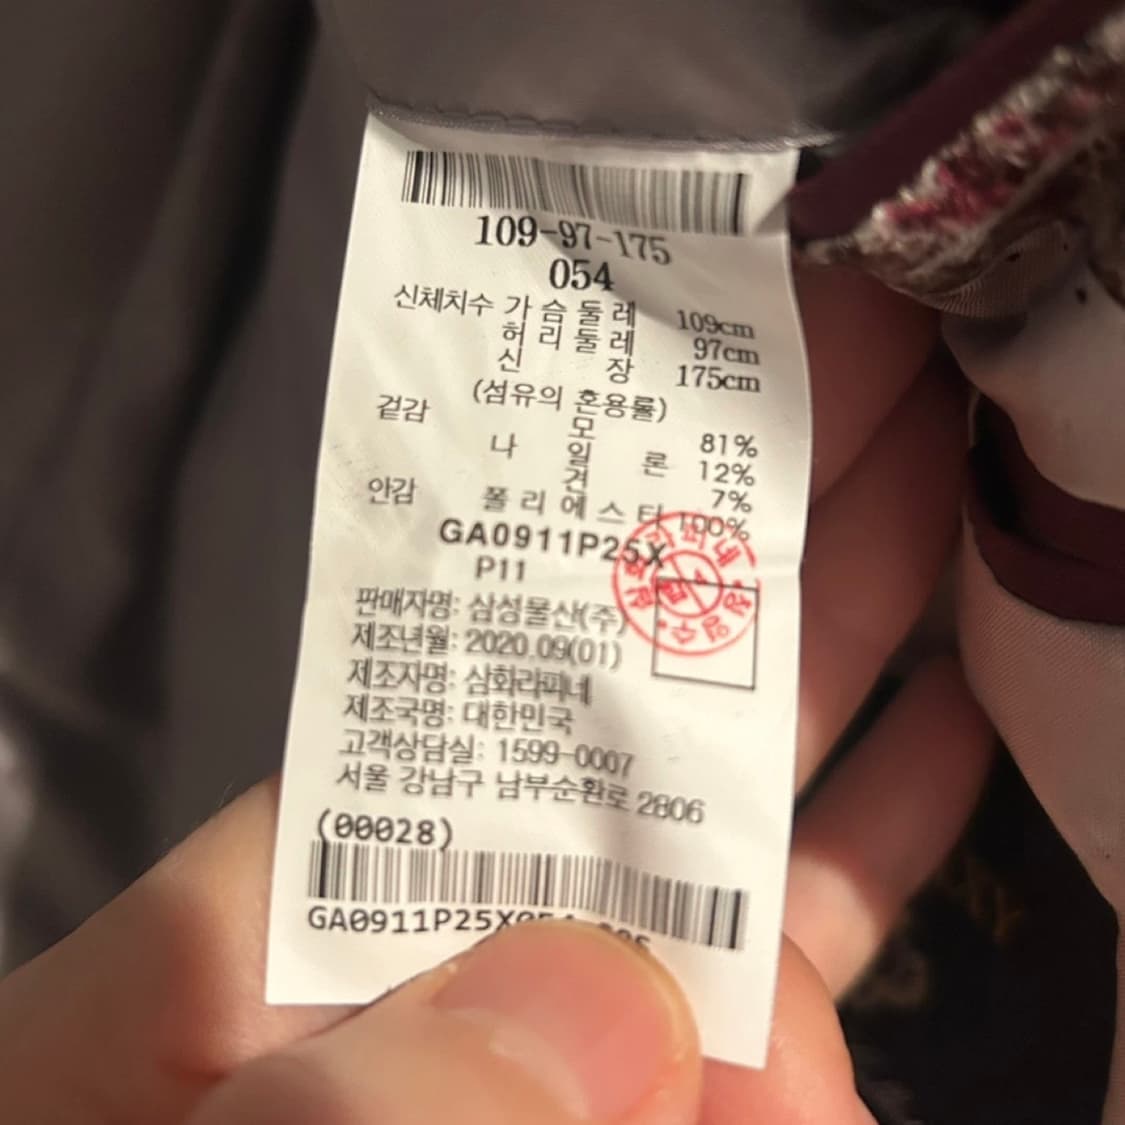 109-97-175
054
신체치수 가슴둘레 109cm
허리둘레 97cm
신장 175cm
(섬유의 혼용률)
겉감 모 81%
나일론 12%
견 7%
안감 폴리에스터 100%
GA0911P25X
P11
판매자명: 삼성물산(주)
제조년월: 2020.09(01)
제조자명: 삼화라피네
제조국명: 대한민국
고객상담실: 1599-0007
서울 강남구 남부순환로 2806
(00028)
GA0911P25X